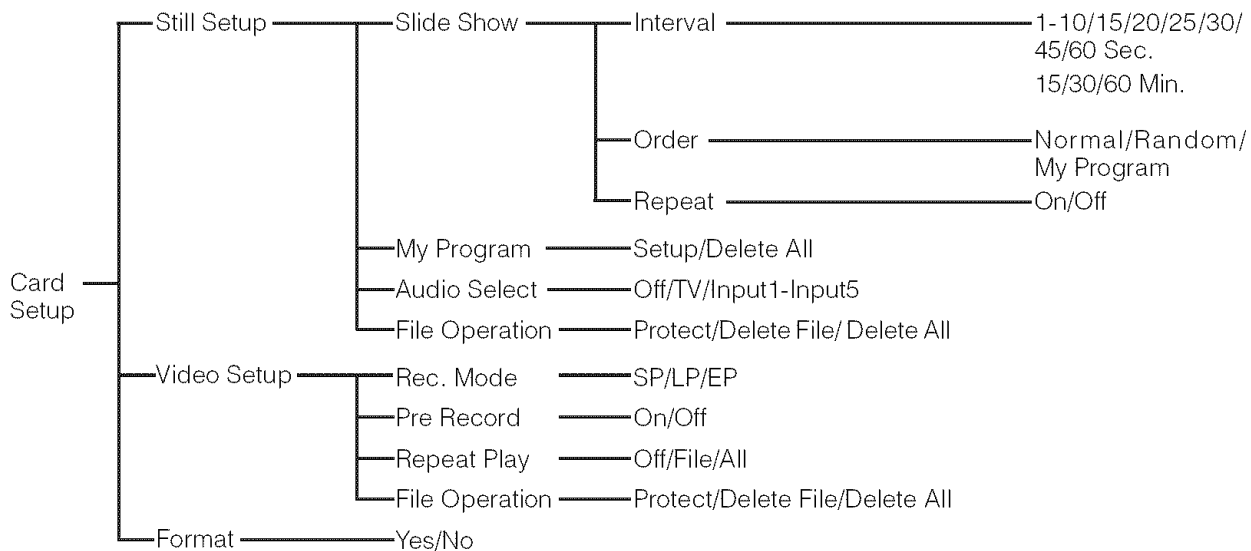 Still Setup Slide Show Interval 1-10/15/20/25/30/
45/60 Sec.
15/30/60 Min.
Order Normal/Random/
My Program
Repeat On/Off
My Program Setup/Delete All
Card
Setup
Audio Select Off/TV/Input1-Input5
File Operation Protect/Delete File/ Delete All
Video Setup Rec. Mode SP/LP/EP
Pre Record On/Off
Repeat Play Off/File/All
File Operation Protect/Delete File/Delete All
Format Yes/No